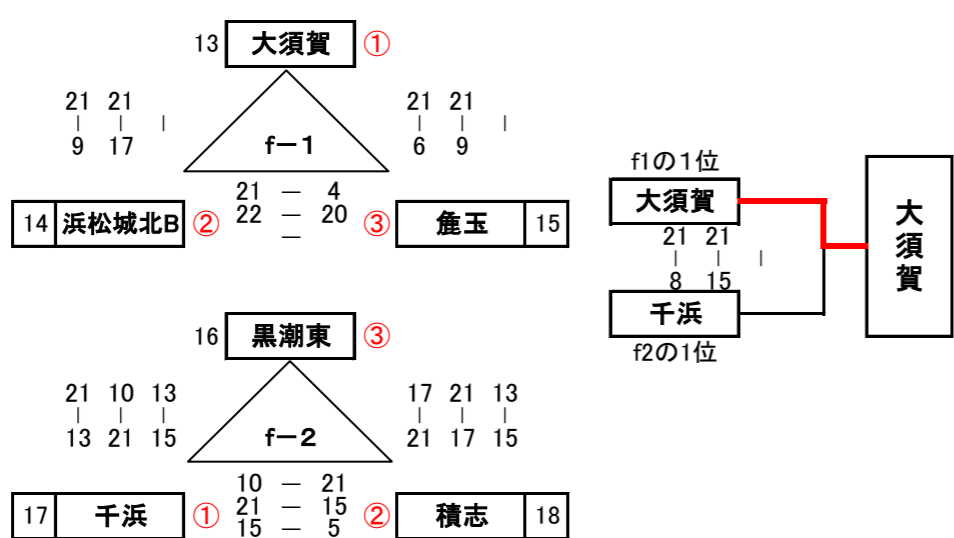 13 大須賀 ①
21 21
| | |
9 17
21 21
| | |
6 9
f－1
21 － 4
22 － 20
－
14 浜松城北B ②
③ 麁玉 15
16 黒潮東 ③
21 10 13
| | |
13 21 15
17 21 13
| | |
21 17 15
f－2
10 － 21
21 － 15
15 － 5
17 千浜 ①
② 積志 18
f1の1位
大須賀
21 21
| | |
8 15
千浜
f2の1位
大須賀